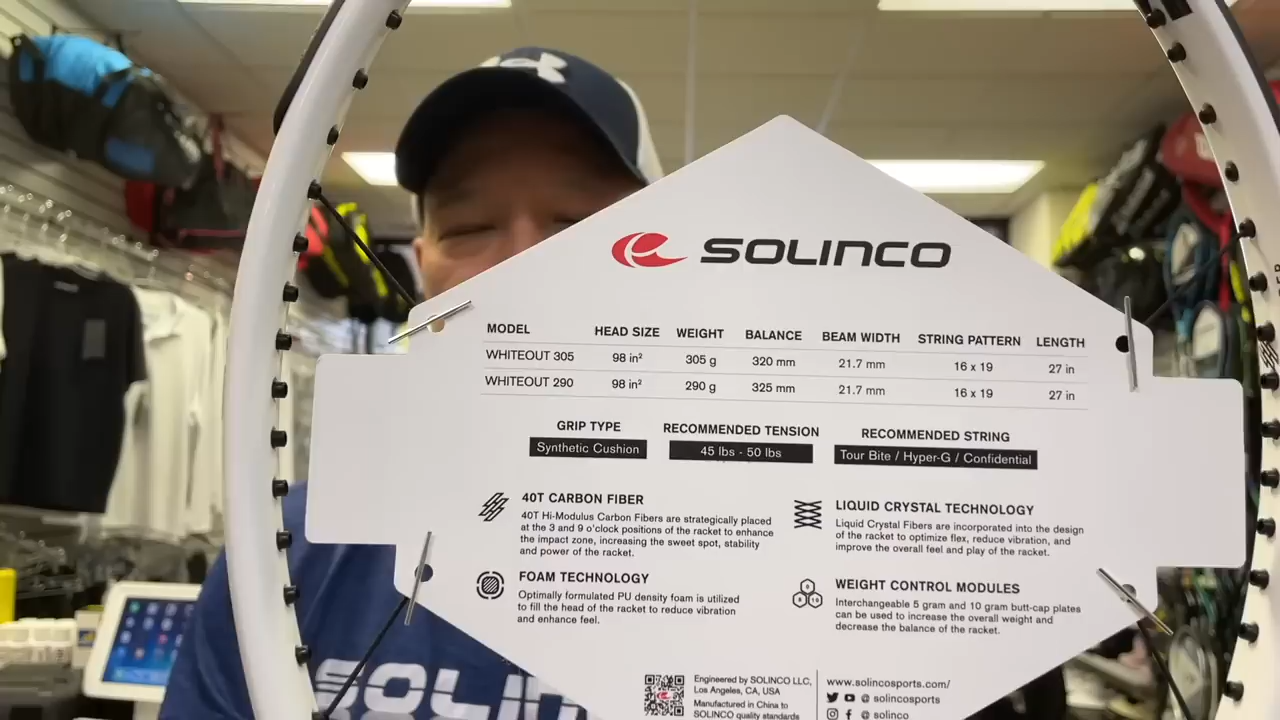 SOLINCO
MODEL HEAD SIZE WEIGHT BALANCE BEAM WIDTH STRING PATTERN LENGTH
WHITEOUT 305 98 in² 305 g 320 mm 21.7 mm 16 x 19 27 in
WHITEOUT 290 98 in² 290 g 325 mm 21.7 mm 16 x 19 27 in
GRIP TYPE RECOMMENDED TENSION RECOMMENDED STRING
Synthetic Cushion 45 lbs - 50 lbs Tour Bite / Hyper-G / Confidential
40T CARBON FIBER
40T Hi-Modulus Carbon Fibers are strategically placed
at the 3 and 9 o'clock positions of the racket to enhance
the impact zone, increasing the sweet spot, stability
and power of the racket.
LIQUID CRYSTAL TECHNOLOGY
Liquid Crystal Fibers are incorporated into the design
of the racket to optimize flex, reduce vibration, and
improve the overall feel and play of the racket.
FOAM TECHNOLOGY
Optimally formulated PU density foam is utilized
to fill the head of the racket to reduce vibration
and enhance feel.
WEIGHT CONTROL MODULES
Interchangeable 5 gram and 10 gram butt-cap plates
can be used to increase the overall weight and
decrease the balance of the racket.
Engineered by SOLINCO LLC,
Los Angeles, CA, USA
Manufactured in China to
SOLINCO quality standards
www.solincosports.com/
@ solincosports
@ solinco
SOLIN